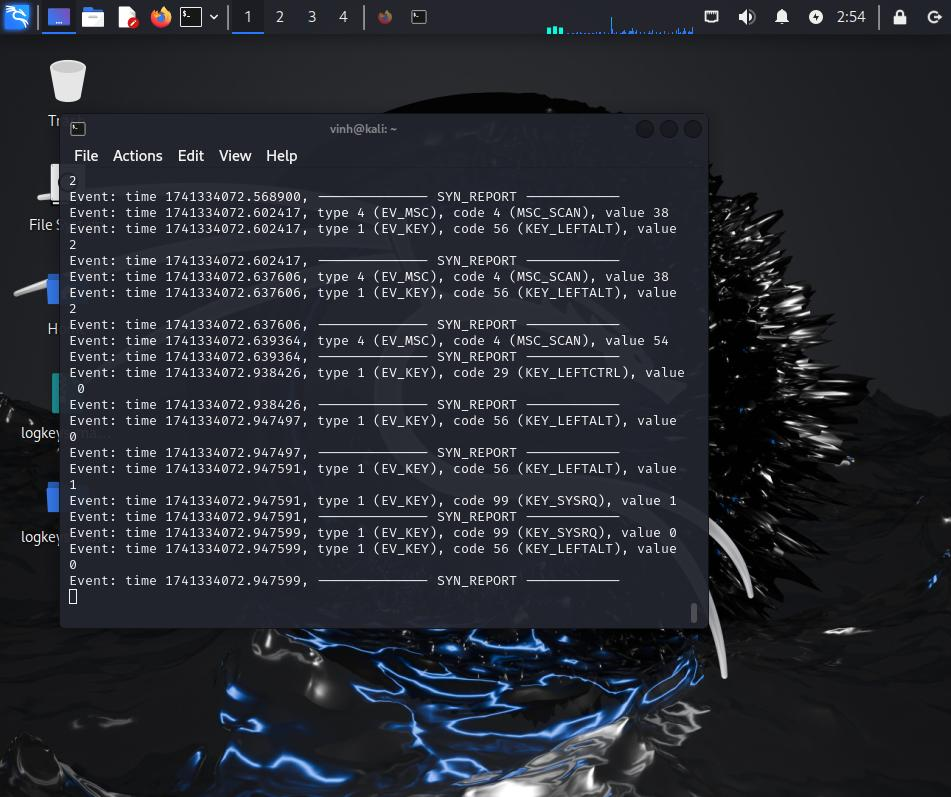 1 2 3 4 2:54
Tr
File S
H
logkeys
logkey
vinh@kali: ~
File Actions Edit View Help
2
Event: time 1741334072.568900, -------------- SYN_REPORT ------------
Event: time 1741334072.602417, type 4 (EV_MSC), code 4 (MSC_SCAN), value 38
Event: time 1741334072.602417, type 1 (EV_KEY), code 56 (KEY_LEFTALT), value
2
Event: time 1741334072.602417, -------------- SYN_REPORT ------------
Event: time 1741334072.637606, type 4 (EV_MSC), code 4 (MSC_SCAN), value 38
Event: time 1741334072.637606, type 1 (EV_KEY), code 56 (KEY_LEFTALT), value
2
Event: time 1741334072.637606, -------------- SYN_REPORT ------------
Event: time 1741334072.639364, type 4 (EV_MSC), code 4 (MSC_SCAN), value 54
Event: time 1741334072.639364, -------------- SYN_REPORT ------------
Event: time 1741334072.938426, type 1 (EV_KEY), code 29 (KEY_LEFTCTRL), value
0
Event: time 1741334072.938426, -------------- SYN_REPORT ------------
Event: time 1741334072.947497, type 1 (EV_KEY), code 56 (KEY_LEFTALT), value
0
Event: time 1741334072.947497, -------------- SYN_REPORT ------------
Event: time 1741334072.947591, type 1 (EV_KEY), code 56 (KEY_LEFTALT), value
1
Event: time 1741334072.947591, type 1 (EV_KEY), code 99 (KEY_SYSRQ), value 1
Event: time 1741334072.947591, -------------- SYN_REPORT ------------
Event: time 1741334072.947599, type 1 (EV_KEY), code 99 (KEY_SYSRQ), value 0
Event: time 1741334072.947599, type 1 (EV_KEY), code 56 (KEY_LEFTALT), value
0
Event: time 1741334072.947599, -------------- SYN_REPORT ------------